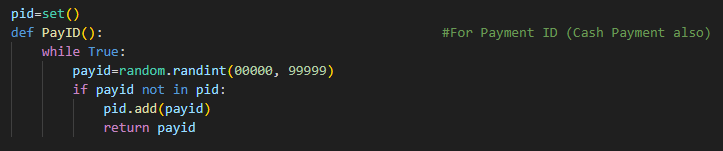 pid=set()
def PayID():                                            #For Payment ID (Cash Payment also)
    while True:
        payid=random.randint(00000, 99999)
        if payid not in pid:
            pid.add(payid)
            return payid